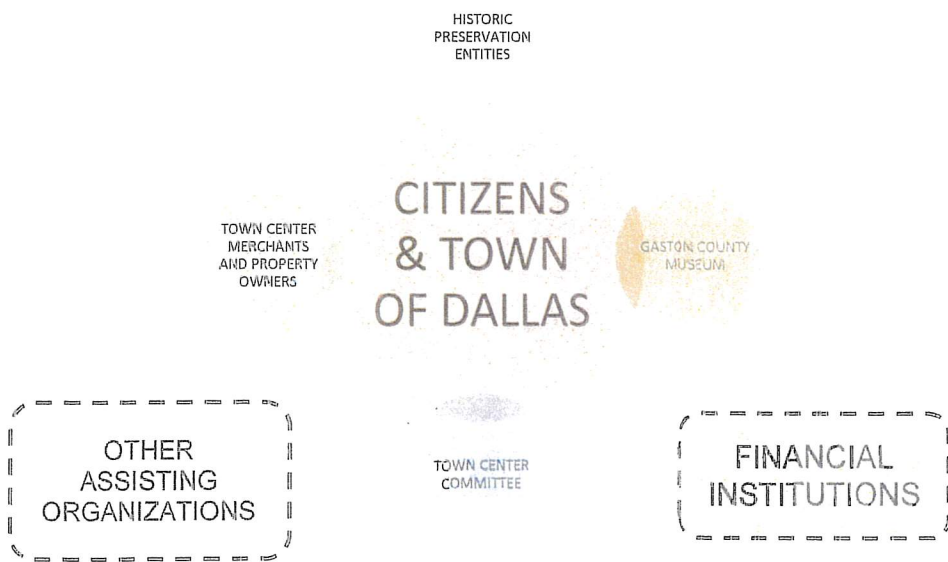 HISTORIC
PRESERVATION
ENTITIES
CITIZENS
& TOWN
OF DALLAS
TOWN CENTER
MERCHANTS
AND PROPERTY
OWNERS
GASTON COUNTY
MUSEUM
TOWN CENTER
COMMITTEE
OTHER
ASSISTING
ORGANIZATIONS
FINANCIAL
INSTITUTIONS